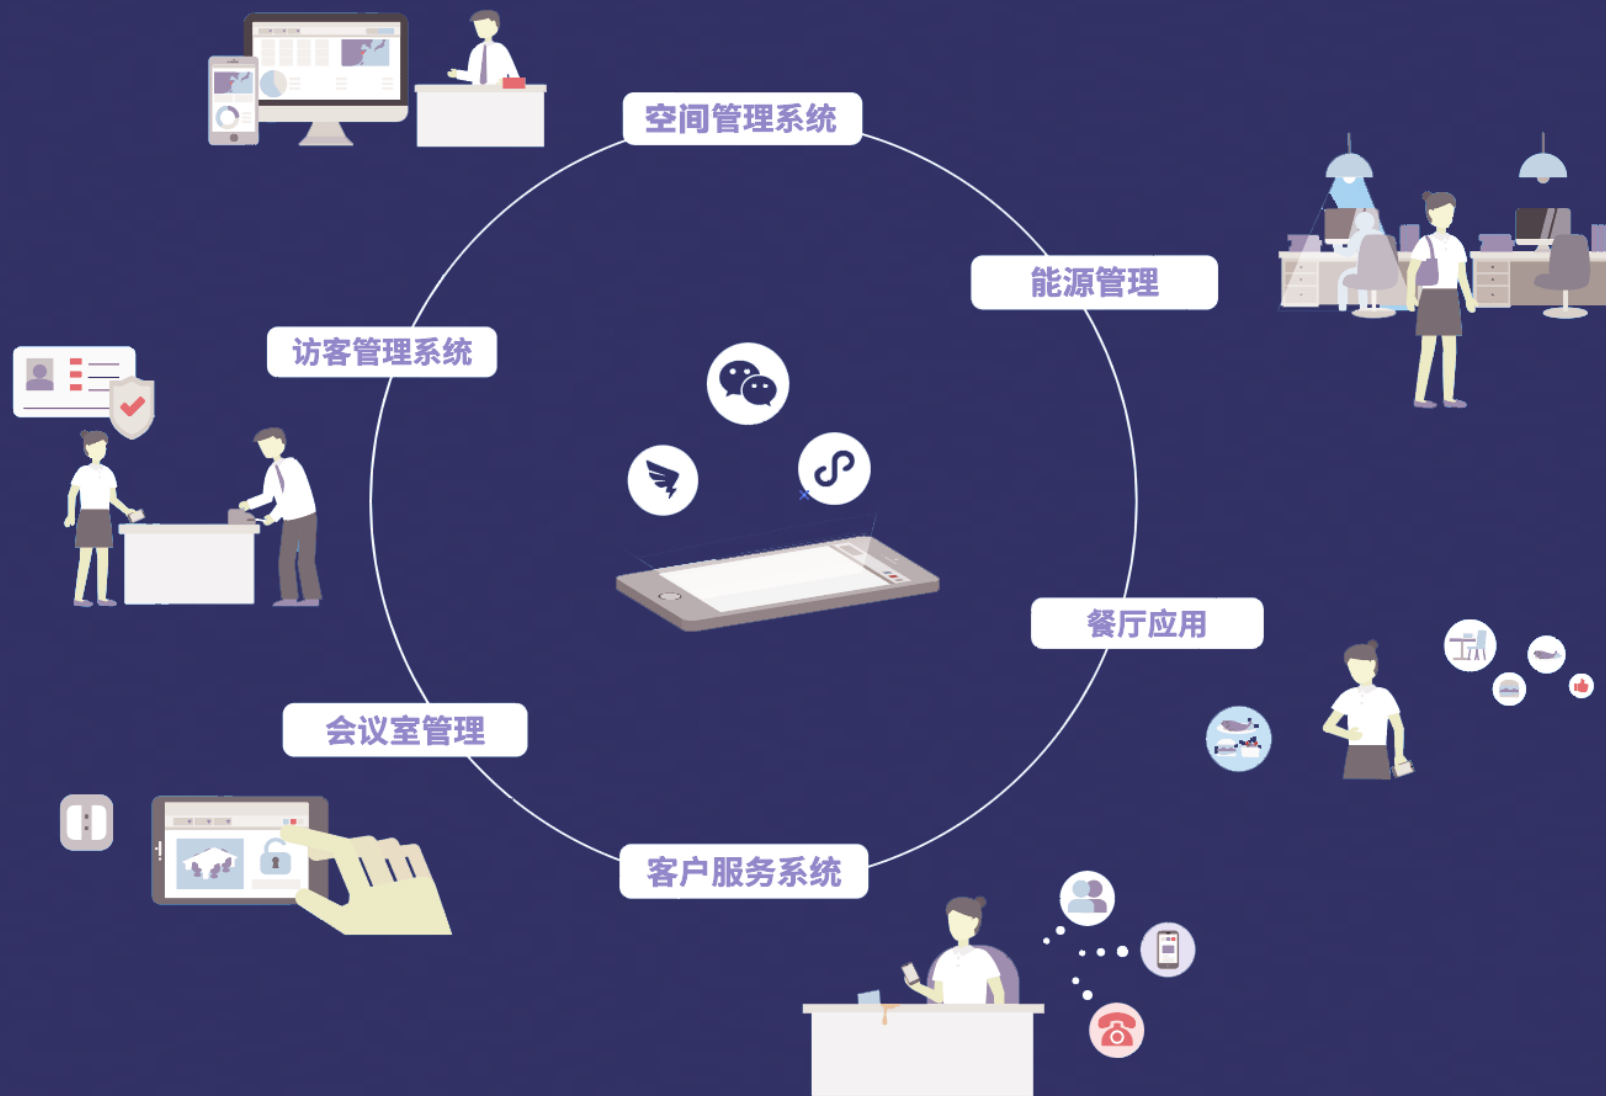 空间管理系统
能源管理
访客管理系统
餐厅应用
会议室管理
客户服务系统